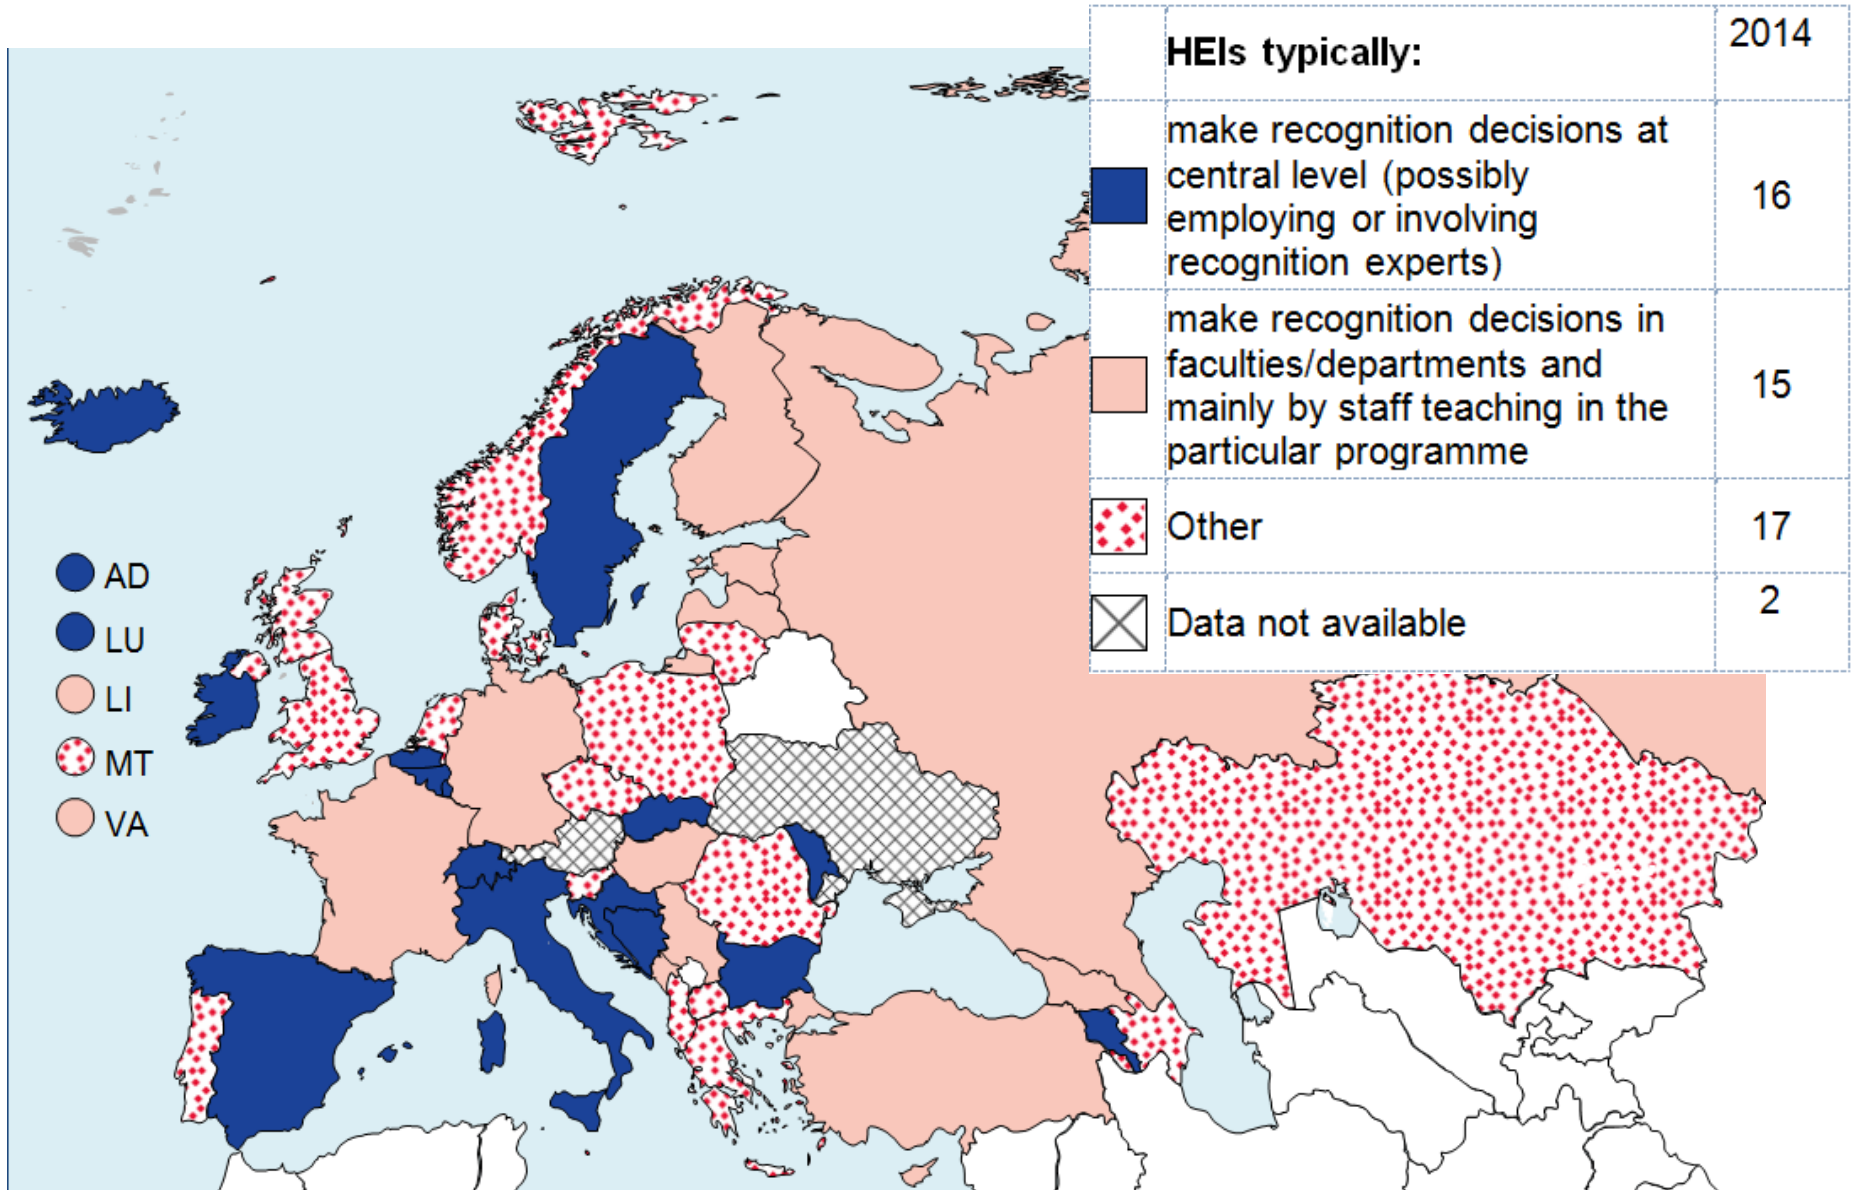 HEIs typically:
2014
make recognition decisions at
central level (possibly
employing or involving
recognition experts)
16
make recognition decisions in
faculties/departments and
mainly by staff teaching in the
particular programme
15
Other
17
Data not available
2
AD
LU
LI
MT
VA